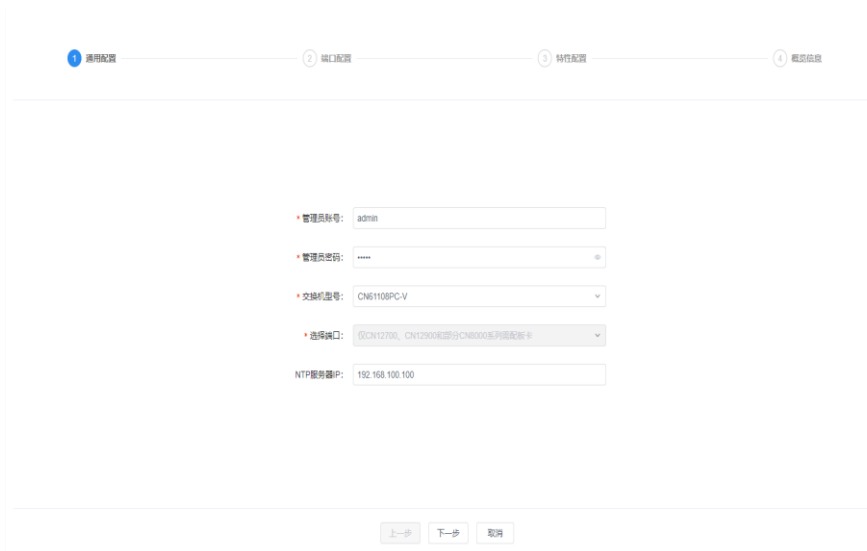 1 通用配置
2 端口配置
3 特性配置
4 概览信息
* 管理员账号： admin
* 管理员密码： •••••
* 交换机型号： CN61108PC-V
* 选择端口： 仅CN12700、CN12900和部分CN8000系列需配板卡
NTP服务器IP： 192.168.100.100
上一步 下一步 取消